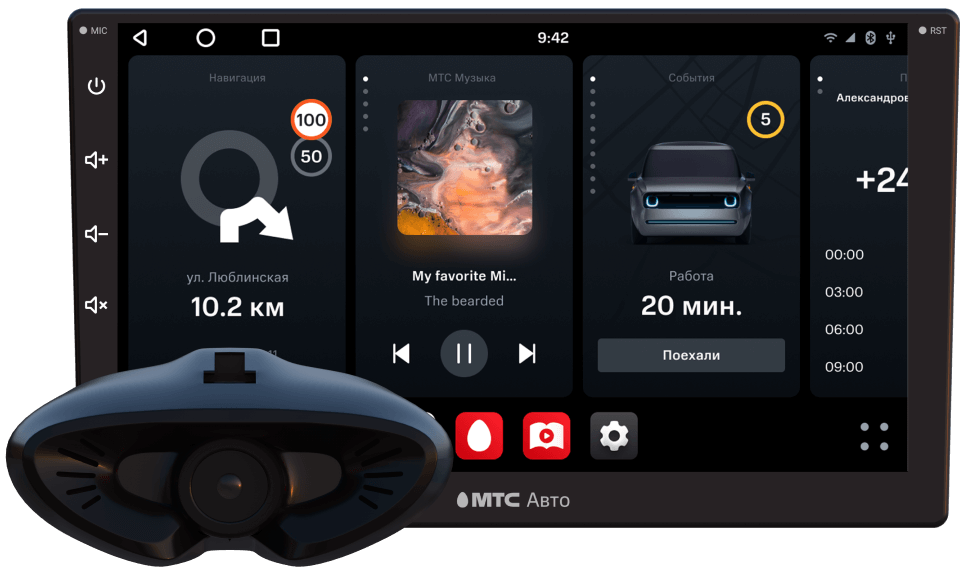 MIC
9:42
RST
Навигация
100
50
ул. Люблинская
10.2 км
МТС Музыка
My favorite Mi...
The bearded
События
5
Работа
20 мин.
Поехали
Александров
+24
00:00
03:00
06:00
09:00
МТС Авто